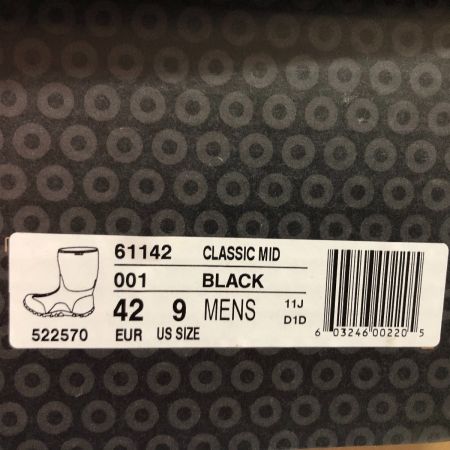 61142 CLASSIC MID
001 BLACK
42 9 MENS 11J
522570 EUR US SIZE D1D
6 03246 00220 5